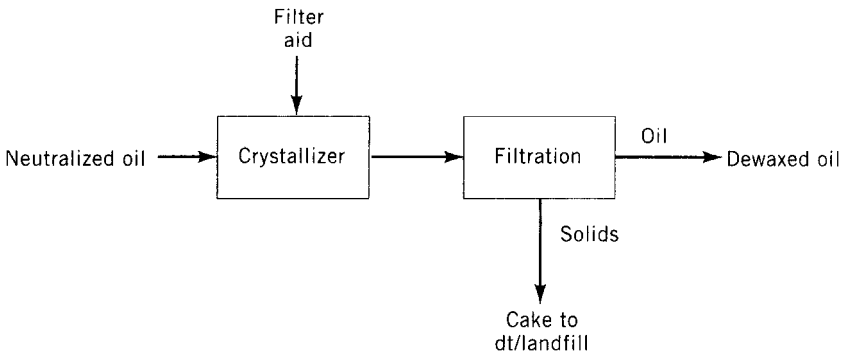 Filter
aid
Neutralized oil
Crystallizer
Filtration
Oil
Dewaxed oil
Solids
Cake to
dt/landfill